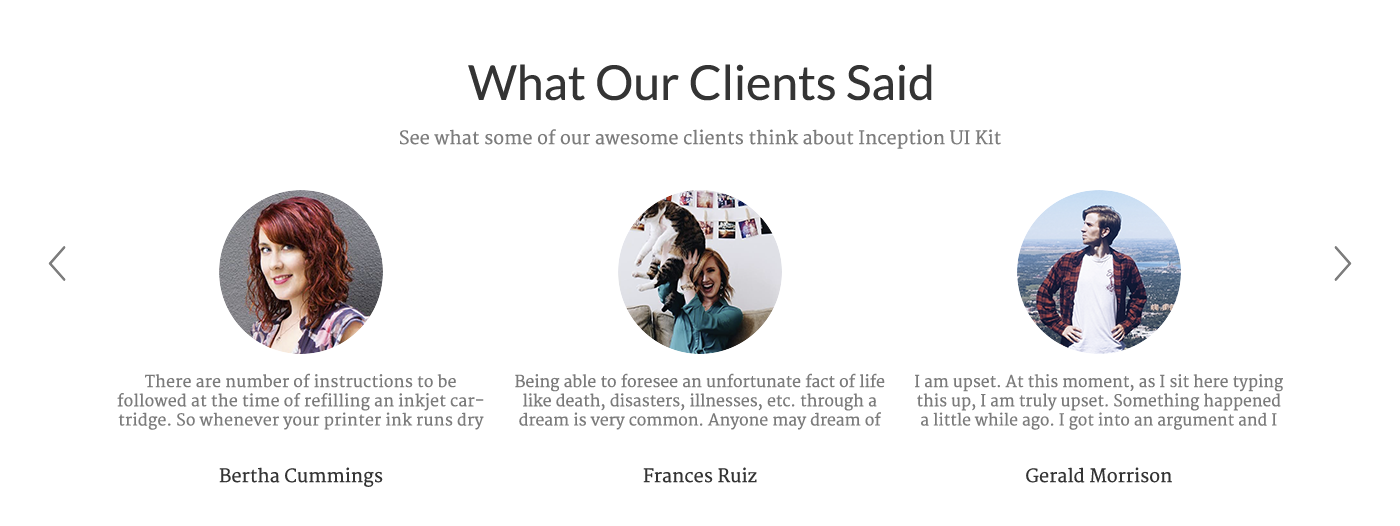 What Our Clients Said
See what some of our awesome clients think about Inception UI Kit
There are number of instructions to be
followed at the time of refilling an inkjet car-
tridge. So whenever your printer ink runs dry
Bertha Cummings
Being able to foresee an unfortunate fact of life
like death, disasters, illnesses, etc. through a
dream is very common. Anyone may dream of
Frances Ruiz
I am upset. At this moment, as I sit here typing
this up, I am truly upset. Something happened
a little while ago. I got into an argument and I
Gerald Morrison